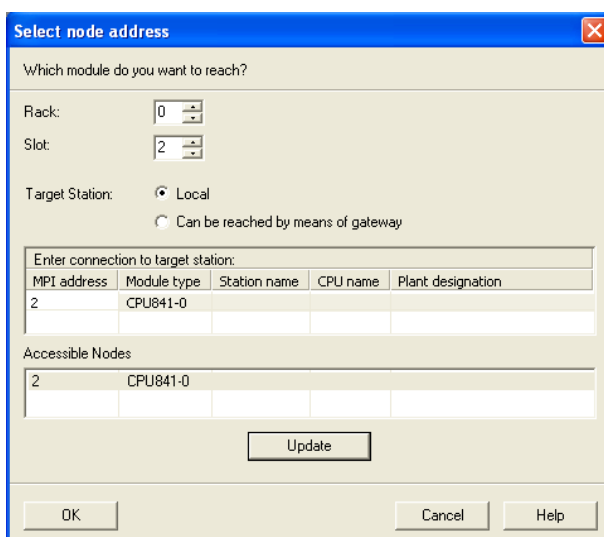 Select node address
Which module do you want to reach?
Rack: 0
Slot: 2
Target Station: Local
Can be reached by means of gateway
Enter connection to target station:
MPI address Module type Station name CPU name Plant designation
2 CPU841-0
Accessible Nodes
2 CPU841-0
Update
OK Cancel Help